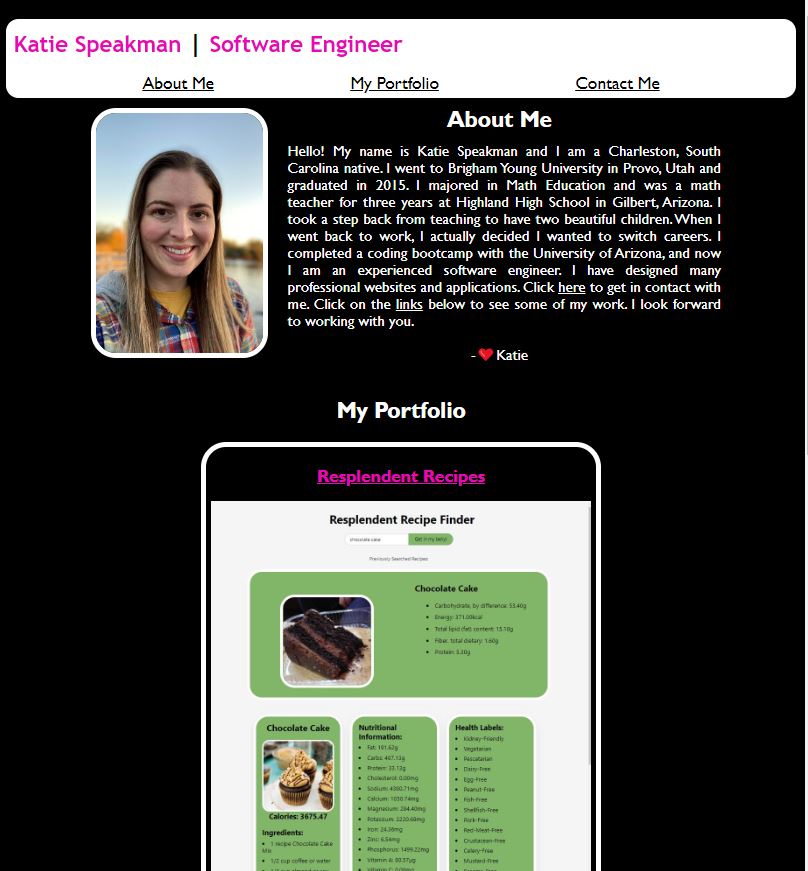 Katie Speakman | Software Engineer
About Me
My Portfolio
Contact Me
About Me
Hello! My name is Katie Speakman and I am a Charleston, South
Carolina native. I went to Brigham Young University in Provo, Utah and
graduated in 2015. I majored in Math Education and was a math
teacher for three years at Highland High School in Gilbert, Arizona. I
took a step back from teaching to have two beautiful children. When I
went back to work, I actually decided I wanted to switch careers. I
completed a coding bootcamp with the University of Arizona, and now
I am an experienced software engineer. I have designed many
professional websites and applications. Click here to get in contact with
me. Click on the links below to see some of my work. I look forward
to working with you.
- ❤ Katie
My Portfolio
Resplendent Recipes
Resplendent Recipe Finder
chocolate cake
Get in my belly!
Previously Searched Recipes
Chocolate Cake
Carbohydrate, by difference: 53.40g
Energy: 371.00kcal
Total lipid (fat) content: 15.10g
Fiber, total dietary: 1.60g
Protein: 3.30g
Chocolate Cake
Calories: 3675.47
Ingredients:
1 recipe Chocolate Cake
Mix
1/2 cup coffee or water
Nutritional
Information:
Fat: 191.62g
Carbs: 497.13g
Protein: 33.13g
Cholesterol: 0.00mg
Sodium: 4360.71mg
Calcium: 1050.74mg
Magnesium: 284.40mg
Potassium: 2220.69mg
Iron: 24.36mg
Zinc: 6.54mg
Phosphorus: 1499.22mg
Vitamin A: 60.57µg
Health Labels:
Kidney-Friendly
Vegetarian
Pescatarian
Dairy-Free
Egg-Free
Peanut-Free
Fish-Free
Shellfish-Free
Pork-Free
Red-Meat-Free
Crustacean-Free
Celery-Free
Mustard-Free